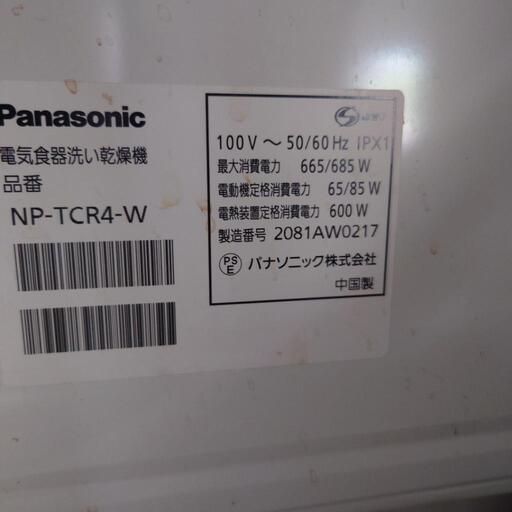 Panasonic
電気食器洗い乾燥機
品番
NP-TCR4-W
100V〜50/60Hz IPX1
最大消費電力 665/685W
電動機定格消費電力 65/85W
電熱装置定格消費電力 600W
製造番号 2081AW0217
PSE パナソニック株式会社
中国製